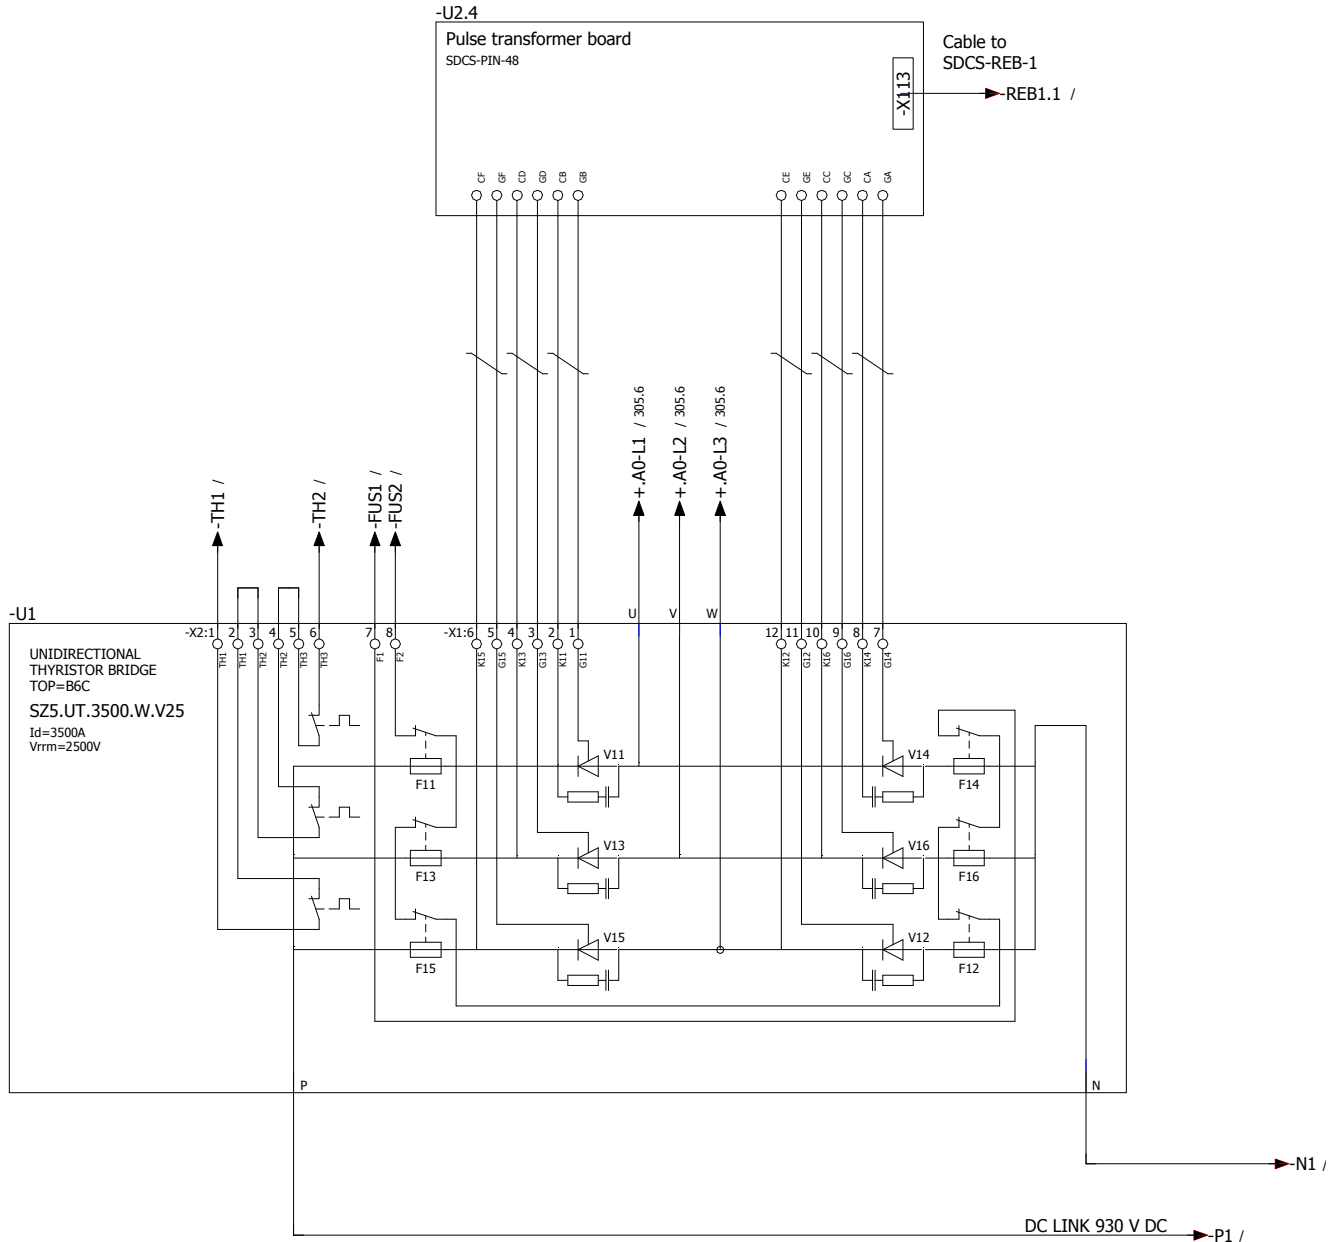 -U2.4
Pulse transformer board
SDCS-PIN-48
Cable to
SDCS-REB-1
-X113
-REB1.1 /
CF GF CD GD CB GB
CE GE CC GC CA GA
+.A0-L1 / 305.6
+.A0-L2 / 305.6
+.A0-L3 / 305.6
-TH1 /
-TH2 /
-FUS1 /
-FUS2 /
-U1
U V W
-X2:1 2 3 4 5 6 7 8
-X1:6 5 4 3 2 1
12 11 10 9 8 7
TH1 TH1 TH2 TH2 TH3 TH3 F1 F2
K15 G15 K13 G13 K11 G11
K12 G12 K16 G16 K14 G14
UNIDIRECTIONAL
THYRISTOR BRIDGE
TOP=B6C
SZ5.UT.3500.W.V25
Id=3500A
Vrrm=2500V
V11 V14
F11 F14
V13 V16
F13 F16
V15 V12
F15 F12
P N
-N1 /
DC LINK 930 V DC
-P1 /